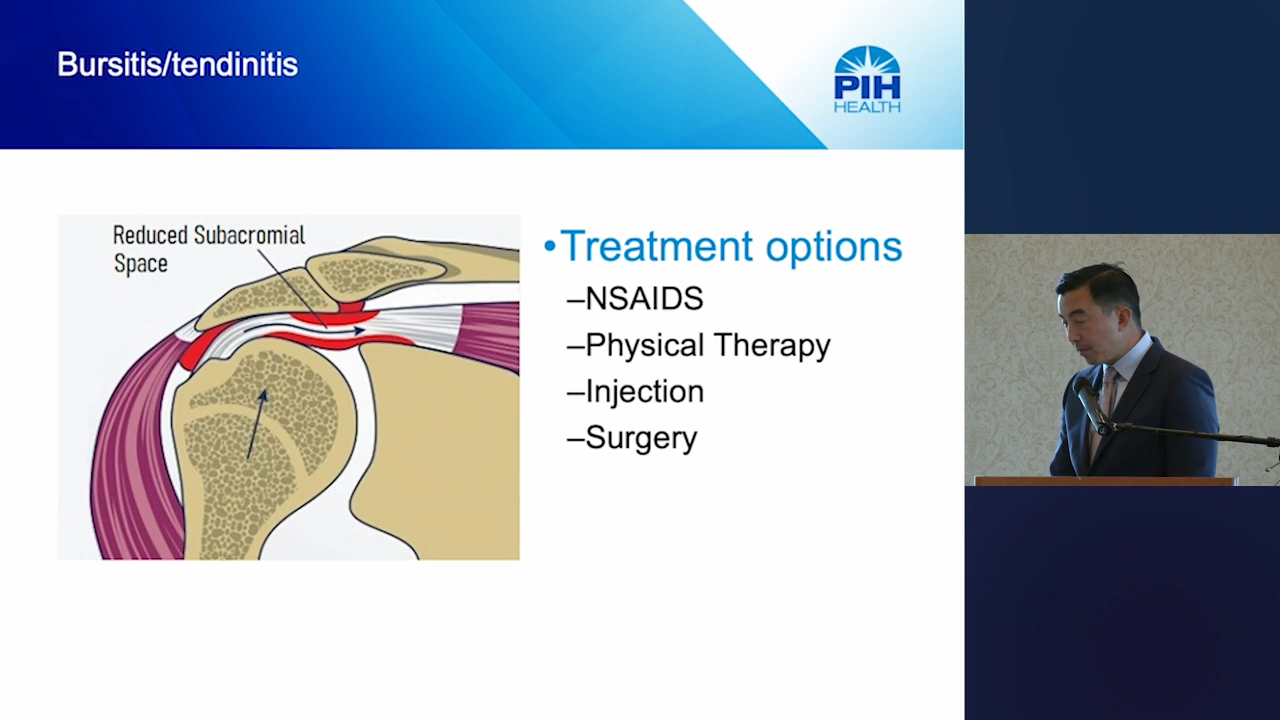 Bursitis/tendinitis
PIH
HEALTH
Reduced Subacromial
Space
•Treatment options
–NSAIDS
–Physical Therapy
–Injection
–Surgery